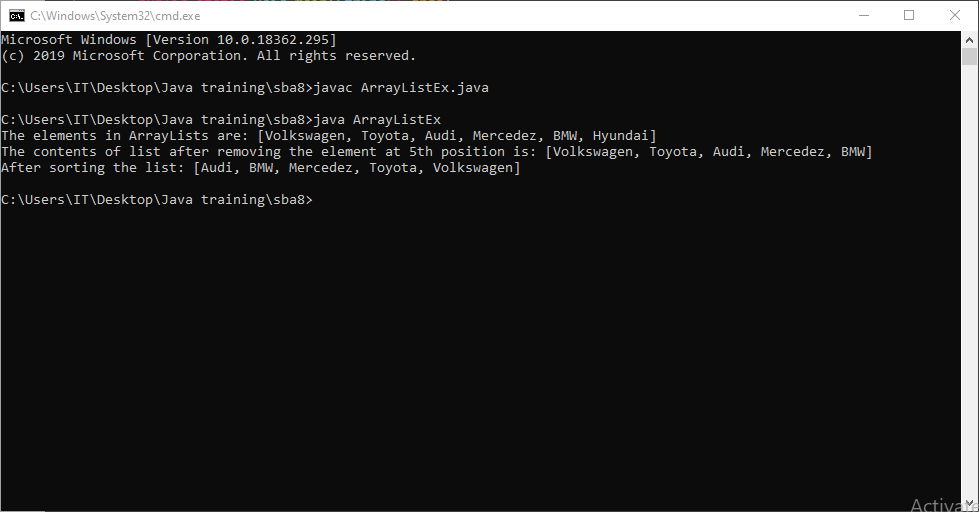 C:\Windows\System32\cmd.exe
Microsoft Windows [Version 10.0.18362.295]
(c) 2019 Microsoft Corporation. All rights reserved.
C:\Users\IT\Desktop\Java training\sba8>javac ArrayListEx.java
C:\Users\IT\Desktop\Java training\sba8>java ArrayListEx
The elements in ArrayLists are: [Volkswagen, Toyota, Audi, Mercedez, BMW, Hyundai]
The contents of list after removing the element at 5th position is: [Volkswagen, Toyota, Audi, Mercedez, BMW]
After sorting the list: [Audi, BMW, Mercedez, Toyota, Volkswagen]
C:\Users\IT\Desktop\Java training\sba8>